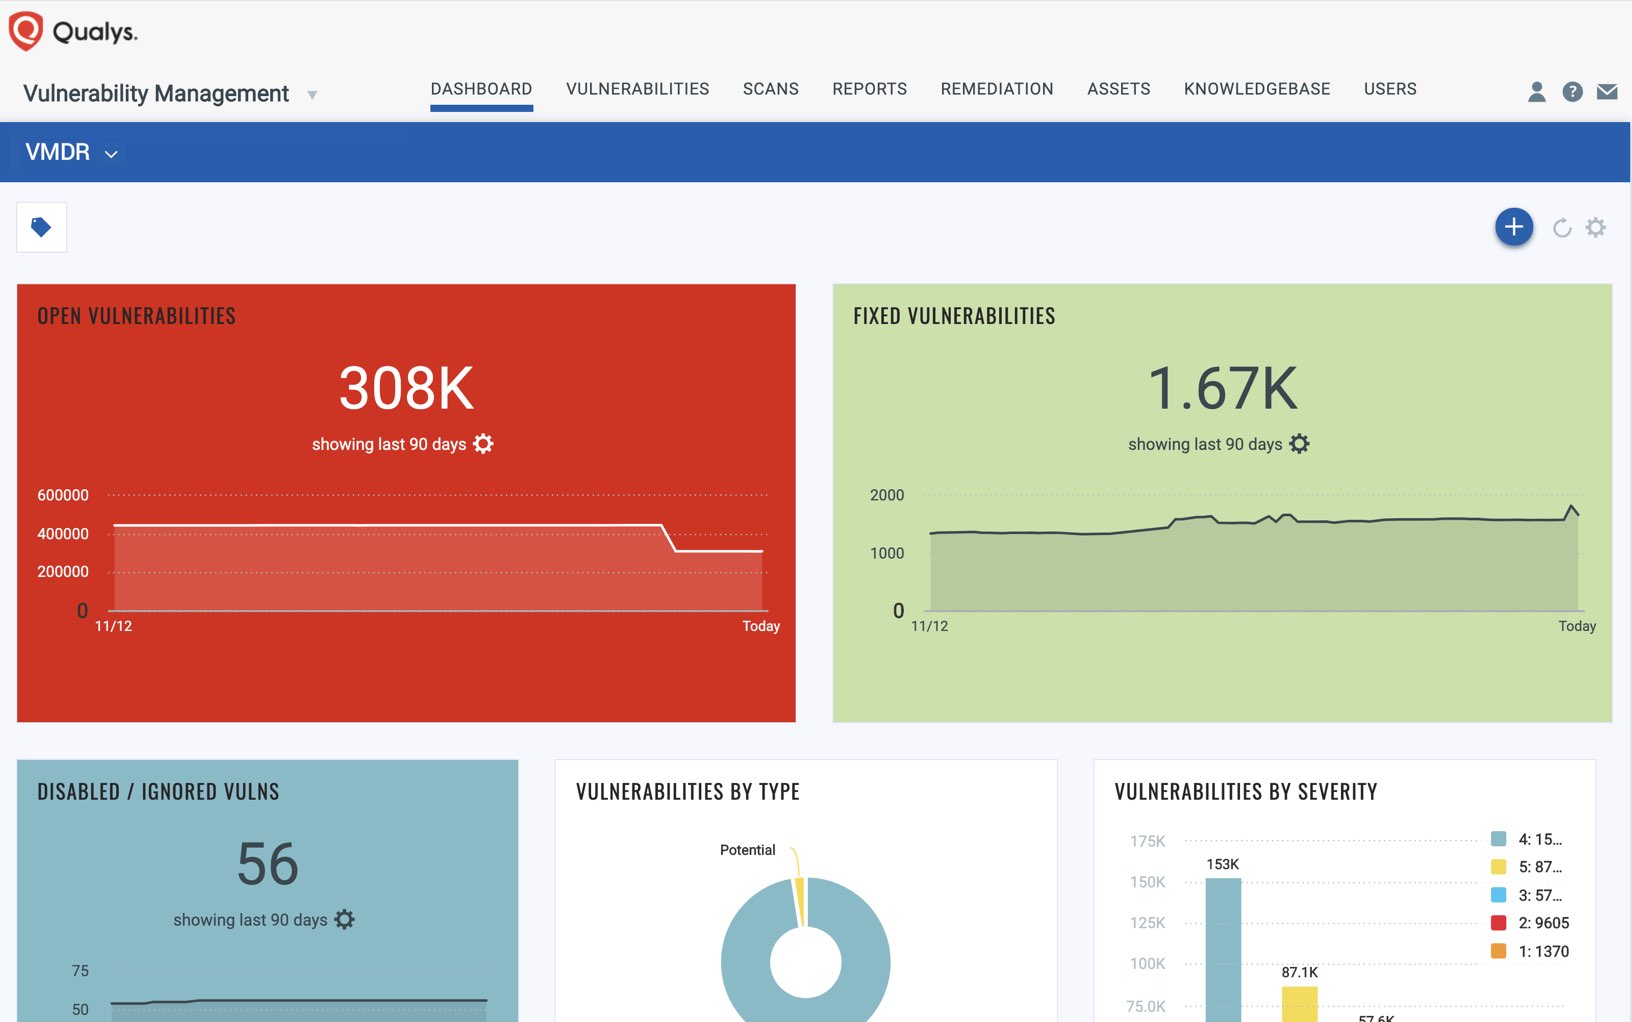 Qualys.
Vulnerability Management
DASHBOARD VULNERABILITIES SCANS REPORTS REMEDIATION ASSETS KNOWLEDGEBASE USERS
VMDR
OPEN VULNERABILITIES
308K
showing last 90 days
600000
400000
200000
0
11/12 Today
FIXED VULNERABILITIES
1.67K
showing last 90 days
2000
1000
0
11/12 Today
DISABLED / IGNORED VULNS
56
showing last 90 days
75
50
VULNERABILITIES BY TYPE
Potential
VULNERABILITIES BY SEVERITY
175K
150K
125K
100K
75.0K
153K
87.1K
57.6K
4: 15...
5: 87...
3: 57...
2: 9605
1: 1370